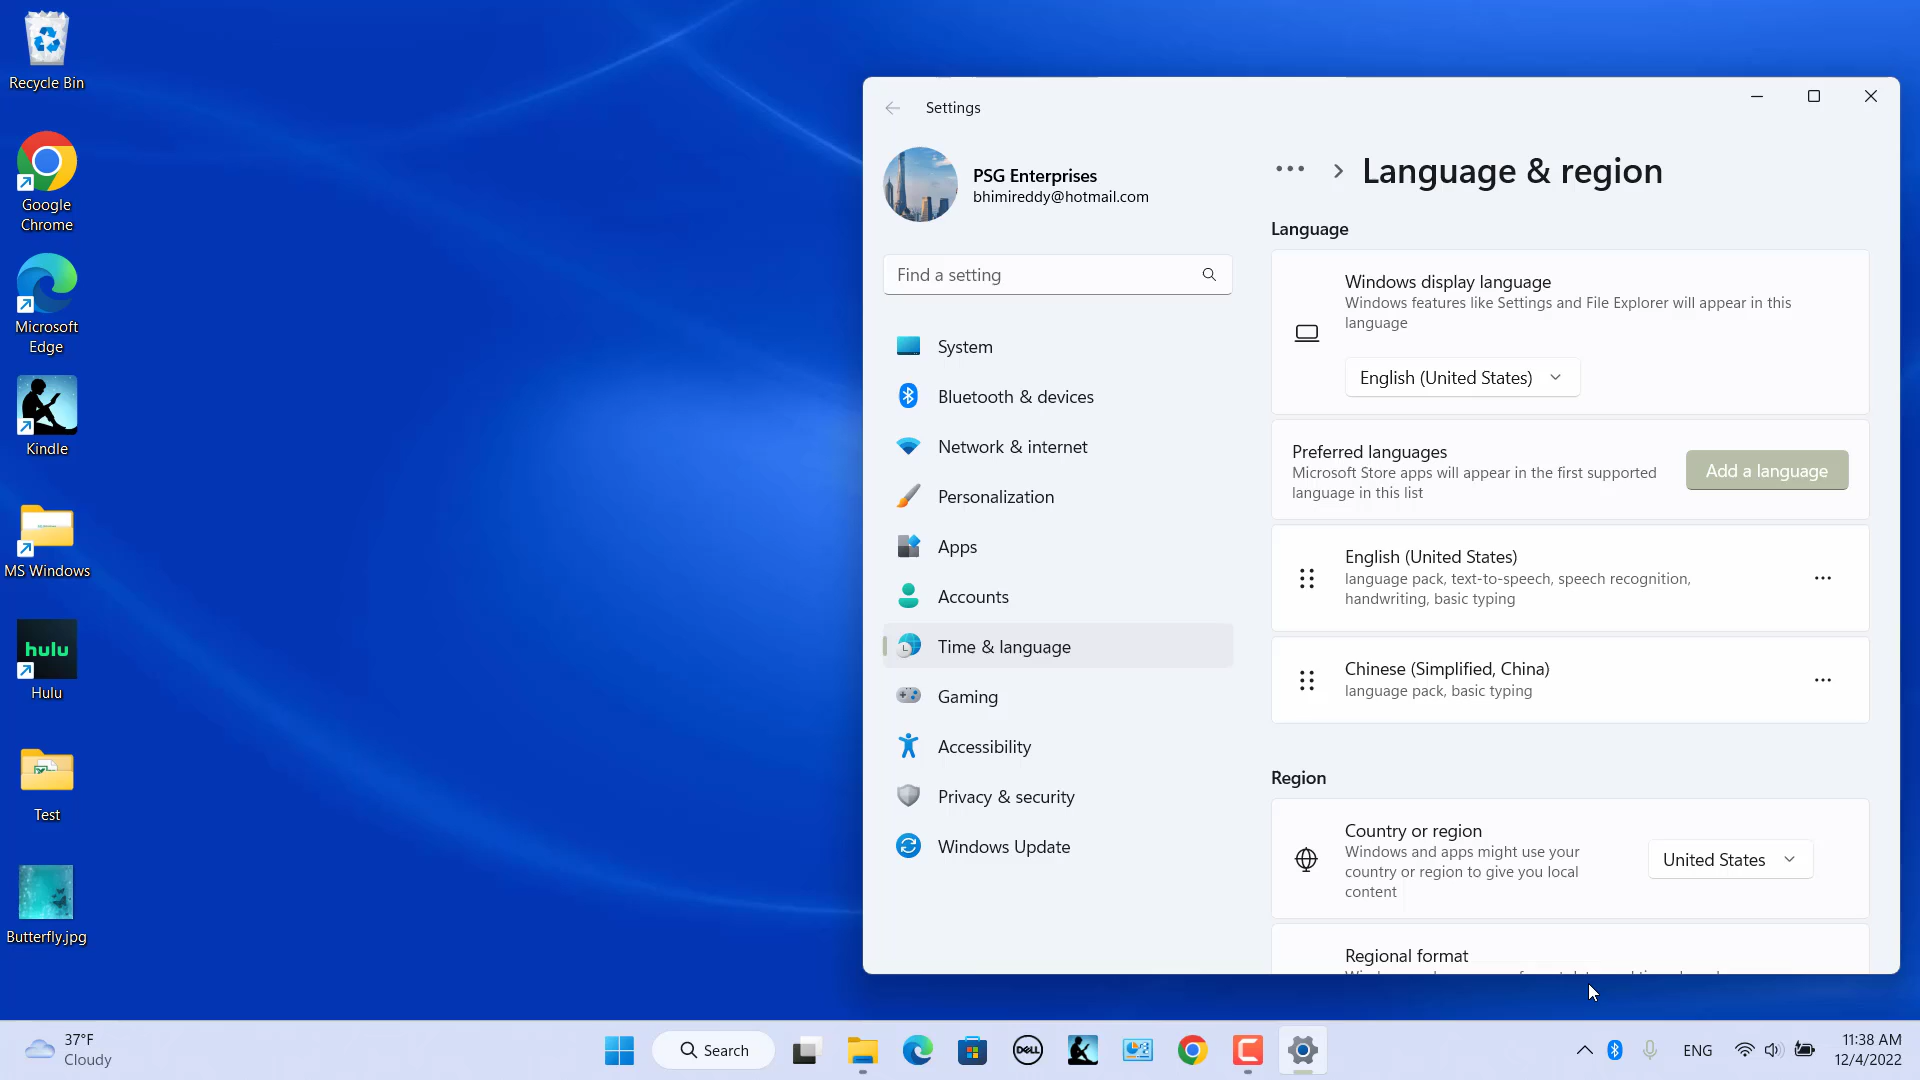 Recycle Bin
Google
Chrome
Microsoft
Edge
Kindle
MS Windows
hulu
Hulu
Test
Butterfly.jpg
Settings
PSG Enterprises
bhimireddy@hotmail.com
Find a setting
System
Bluetooth & devices
Network & internet
Personalization
Apps
Accounts
Time & language
Gaming
Accessibility
Privacy & security
Windows Update
Language & region
Language
Windows display language
Windows features like Settings and File Explorer will appear in this
language
English (United States)
Preferred languages
Microsoft Store apps will appear in the first supported
language in this list
Add a language
English (United States)
language pack, text-to-speech, speech recognition,
handwriting, basic typing
Chinese (Simplified, China)
language pack, basic typing
Region
Country or region
Windows and apps might use your
country or region to give you local
content
United States
Regional format
37°F
Cloudy
Search
DELL
ENG
11:38 AM
12/4/2022